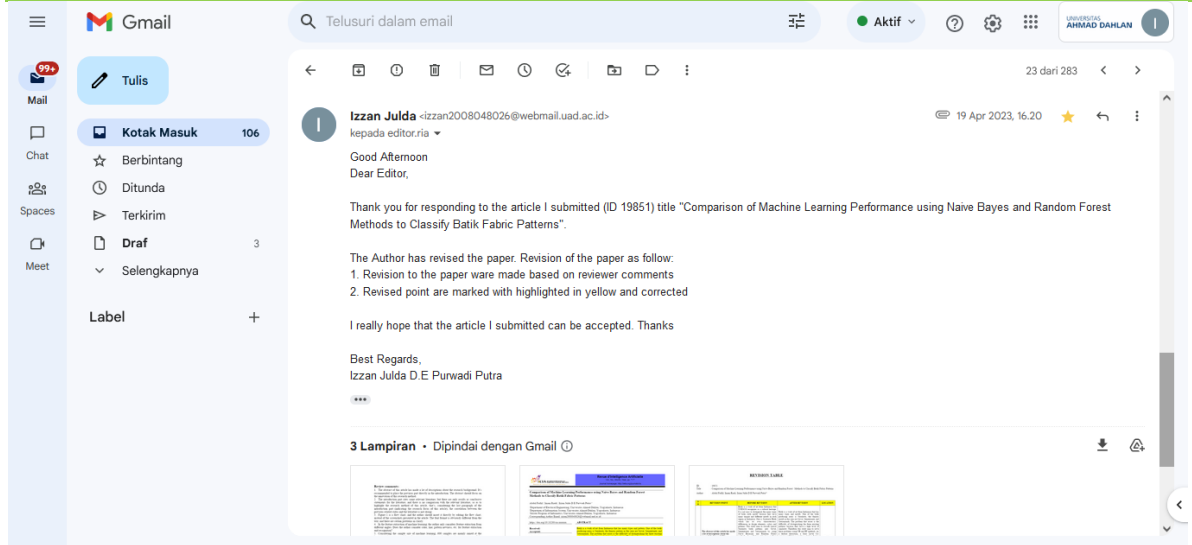 Gmail
Telusuri dalam email
Aktif
UNIVERSITAS
AHMAD DAHLAN
I
99+
Mail
Chat
Spaces
Meet
Tulis
Kotak Masuk 106
Berbintang
Ditunda
Terkirim
Draf 3
Selengkapnya
Label
23 dari 283
I
Izzan Julda <izzan2008048026@webmail.uad.ac.id>
19 Apr 2023, 16.20
kepada editor.ria
Good Afternoon
Dear Editor,
Thank you for responding to the article I submitted (ID 19851) title "Comparison of Machine Learning Performance using Naive Bayes and Random Forest
Methods to Classify Batik Fabric Patterns".
The Author has revised the paper. Revision of the paper as follow:
1. Revision to the paper ware made based on reviewer comments
2. Revised point are marked with highlighted in yellow and corrected
I really hope that the article I submitted can be accepted. Thanks
Best Regards,
Izzan Julda D.E Purwadi Putra
3 Lampiran • Dipindai dengan Gmail
REVISION TABLE